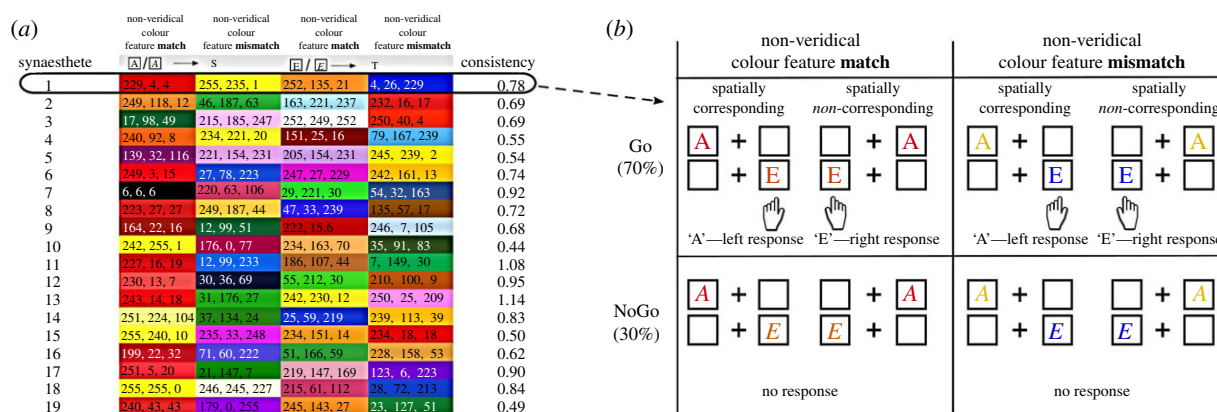 (a)
non-veridical colour feature match non-veridical colour feature mismatch non-veridical colour feature match non-veridical colour feature mismatch
synaesthete A/A S E/E T consistency
1 229, 4, 4 255, 235, 1 252, 135, 21 4, 26, 229 0.78
2 249, 118, 12 46, 187, 63 163, 221, 237 232, 16, 17 0.69
3 17, 98, 49 215, 185, 247 252, 249, 252 250, 40, 4 0.69
4 240, 92, 8 234, 221, 20 151, 25, 16 79, 167, 239 0.55
5 139, 32, 116 221, 154, 231 205, 154, 231 245, 239, 2 0.54
6 249, 3, 15 27, 78, 223 247, 27, 229 242, 161, 13 0.74
7 6, 6, 6 220, 63, 106 29, 221, 30 54, 32, 163 0.92
8 223, 27, 27 249, 187, 44 47, 33, 239 135, 57, 17 0.72
9 164, 22, 16 12, 99, 51 222, 15.6 246, 7, 105 0.68
10 242, 255, 1 176, 0, 77 234, 163, 70 35, 91, 83 0.44
11 227, 16, 19 12, 99, 233 186, 107, 44 7, 149, 30 1.08
12 230, 13, 7 30, 36, 69 55, 212, 30 210, 100, 9 0.95
13 243, 14, 18 31, 176, 27 242, 230, 12 250, 25, 209 1.14
14 251, 224, 104 37, 134, 24 25, 59, 219 239, 113, 39 0.83
15 255, 240, 10 235, 33, 248 234, 151, 14 234, 18, 18 0.50
16 199, 22, 32 71, 60, 222 51, 166, 59 228, 158, 53 0.62
17 251, 5, 20 21, 147, 7 219, 147, 169 123, 6, 223 0.90
18 255, 255, 0 246, 245, 227 215, 61, 112 28, 72, 213 0.84
19 240, 43, 43 179, 0, 255 245, 143, 27 23, 127, 51 0.49
(b)
non-veridical non-veridical
colour feature match colour feature mismatch
spatially spatially spatially spatially
corresponding non-corresponding corresponding non-corresponding
Go
(70%)
A + + A A + + A
+ E E + + E E +
'A'—left response 'E'—right response 'A'—left response 'E'—right response
NoGo
(30%)
A + + A A + + A
+ E E + + E E +
no response no response